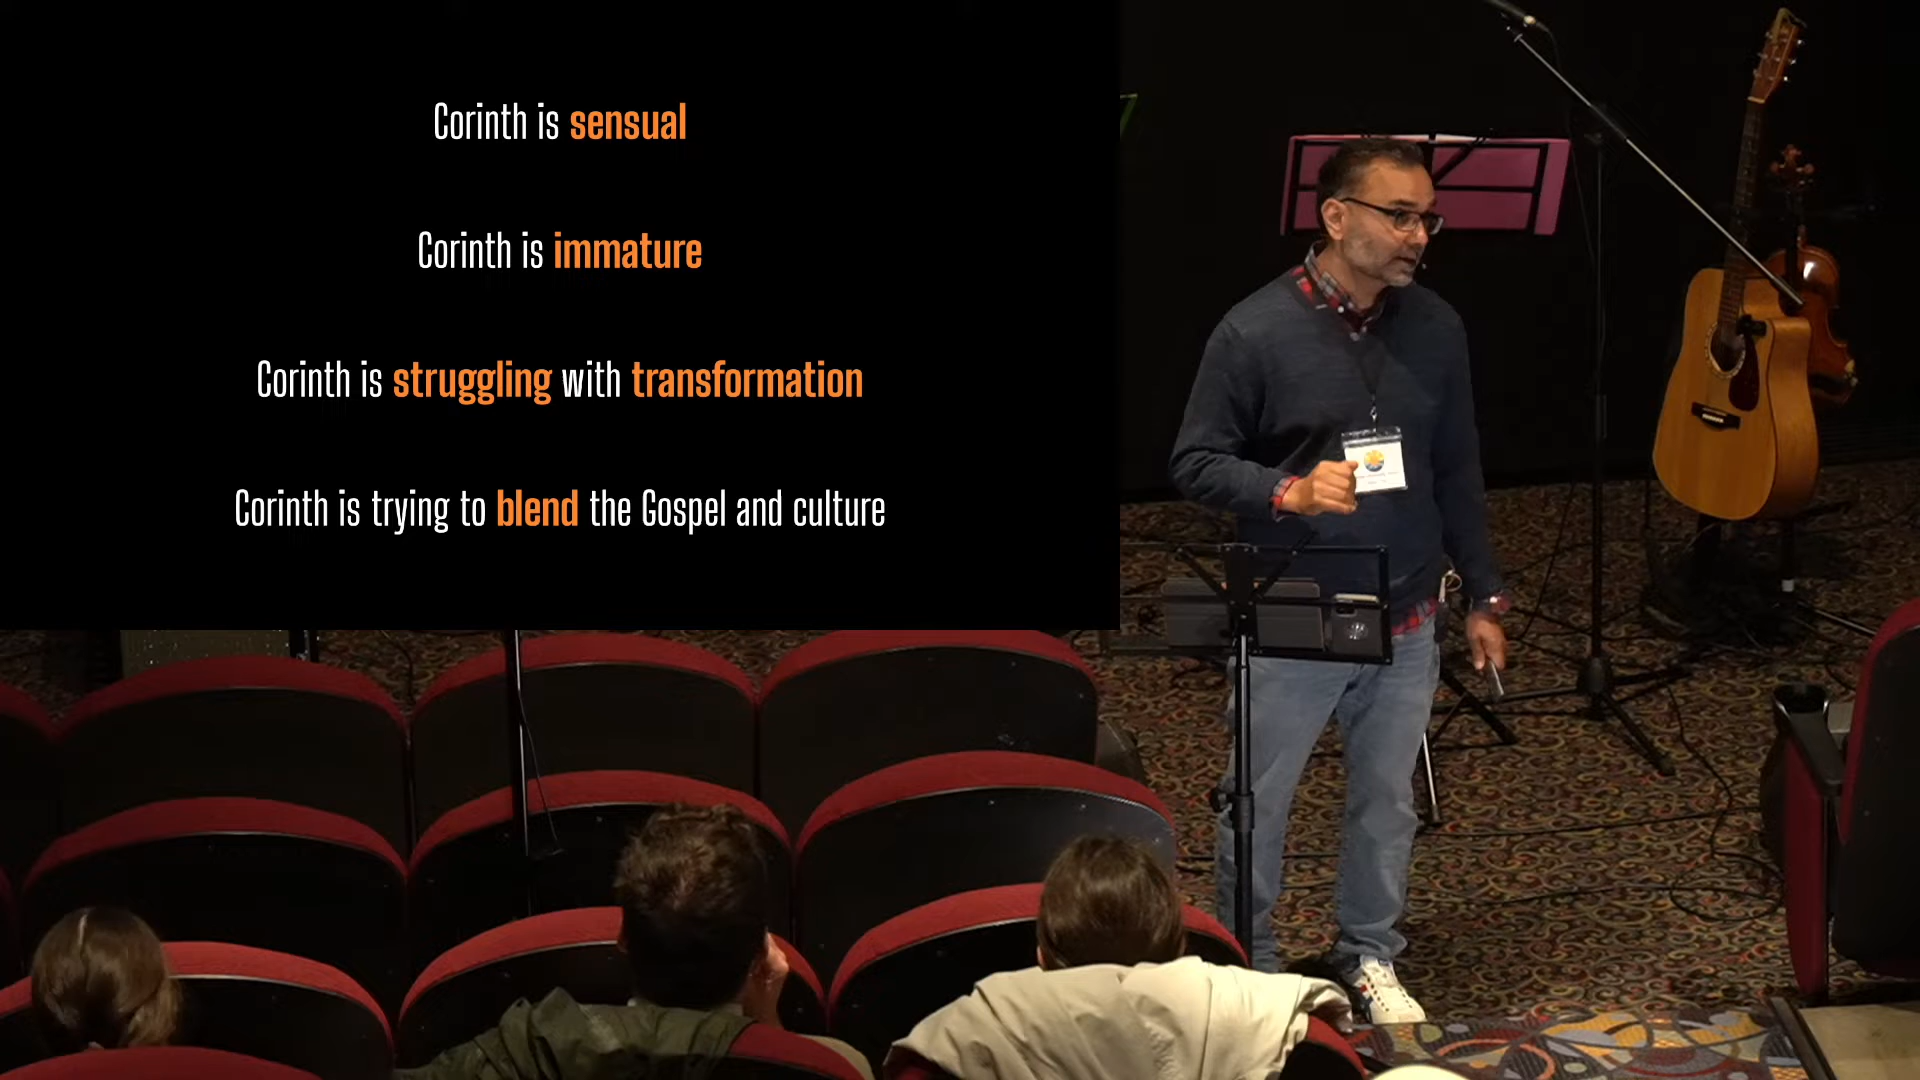 Corinth is sensual
Corinth is immature
Corinth is struggling with transformation
Corinth is trying to blend the Gospel and culture